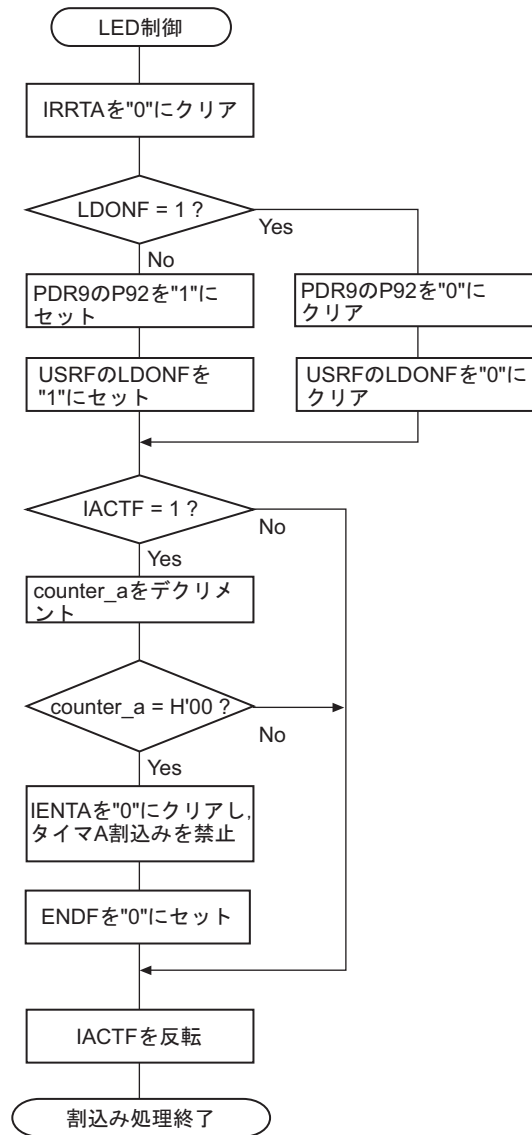 LED制御
IRRTAを"0"にクリア
LDONF = 1 ?
Yes
No
PDR9のP92を"1"に
セット
PDR9のP92を"0"に
クリア
USRFのLDONFを
"1"にセット
USRFのLDONFを"0"に
クリア
IACTF = 1 ?
No
Yes
counter_aをデクリメ
ント
counter_a = H'00 ?
No
Yes
IENTAを"0"にクリアし,
タイマA割込みを禁止
ENDFを"0"にセット
IACTFを反転
割込み処理終了